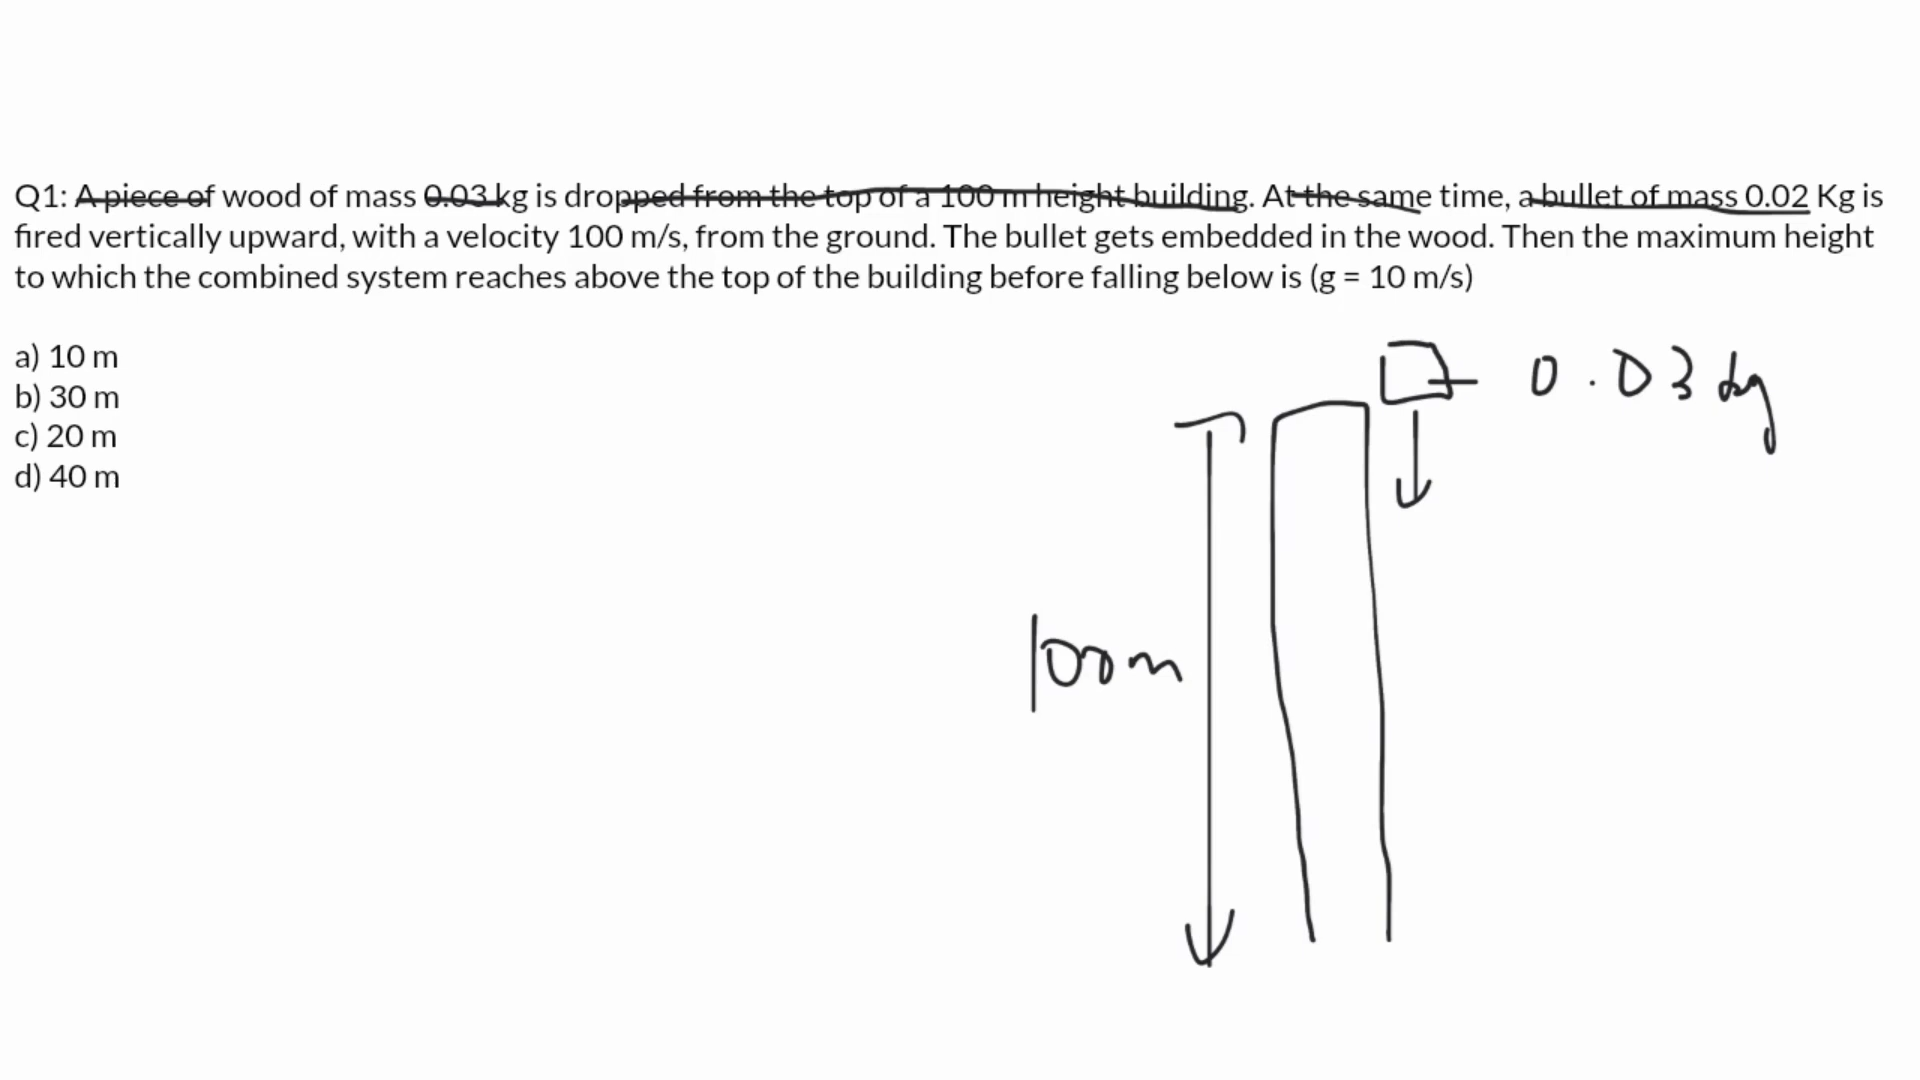 Q1: A piece of wood of mass 0.03 kg is dropped from the top of a 100 m height building. At the same time, a bullet of mass 0.02 Kg is
fired vertically upward, with a velocity 100 m/s, from the ground. The bullet gets embedded in the wood. Then the maximum height
to which the combined system reaches above the top of the building before falling below is (g = 10 m/s)
a) 10 m
b) 30 m
c) 20 m
d) 40 m
0.03 kg
100m